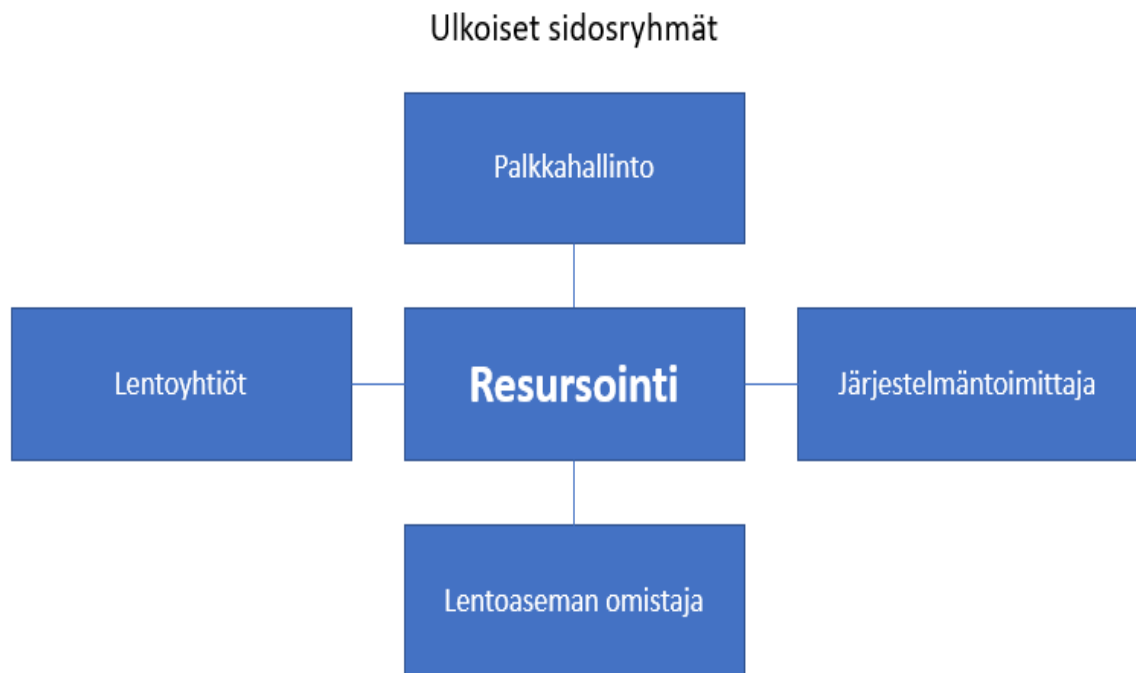 Ulkoiset sidosryhmät
Palkkahallinto
Lentoyhtiöt
Resursointi
Järjestelmäntoimittaja
Lentoaseman omistaja